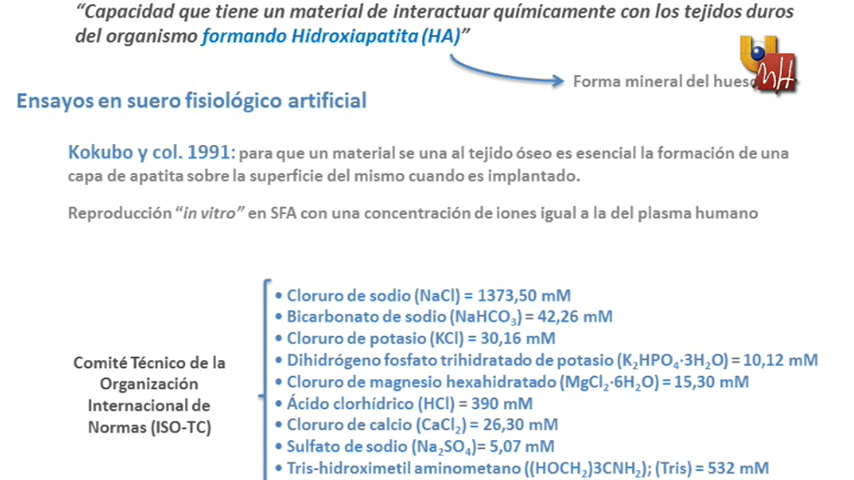 “Capacidad que tiene un material de interactuar químicamente con los tejidos duros
del organismo formando Hidroxiapatita (HA)”
Forma mineral del hueso
Ensayos en suero fisiológico artificial
Kokubo y col. 1991: para que un material se una al tejido óseo es esencial la formación de una
capa de apatita sobre la superficie del mismo cuando es implantado.
Reproducción “in vitro” en SFA con una concentración de iones igual a la del plasma humano
Comité Técnico de la
Organización
Internacional de
Normas (ISO-TC)
• Cloruro de sodio (NaCl) = 1373,50 mM
• Bicarbonato de sodio (NaHCO₃) = 42,26 mM
• Cloruro de potasio (KCl) = 30,16 mM
• Dihidrógeno fosfato trihidratado de potasio (K₂HPO₄·3H₂O) = 10,12 mM
• Cloruro de magnesio hexahidratado (MgCl₂·6H₂O) = 15,30 mM
• Ácido clorhídrico (HCl) = 390 mM
• Cloruro de calcio (CaCl₂) = 26,30 mM
• Sulfato de sodio (Na₂SO₄)= 5,07 mM
• Tris-hidroximetil aminometano ((HOCH₂)3CNH₂); (Tris) = 532 mM